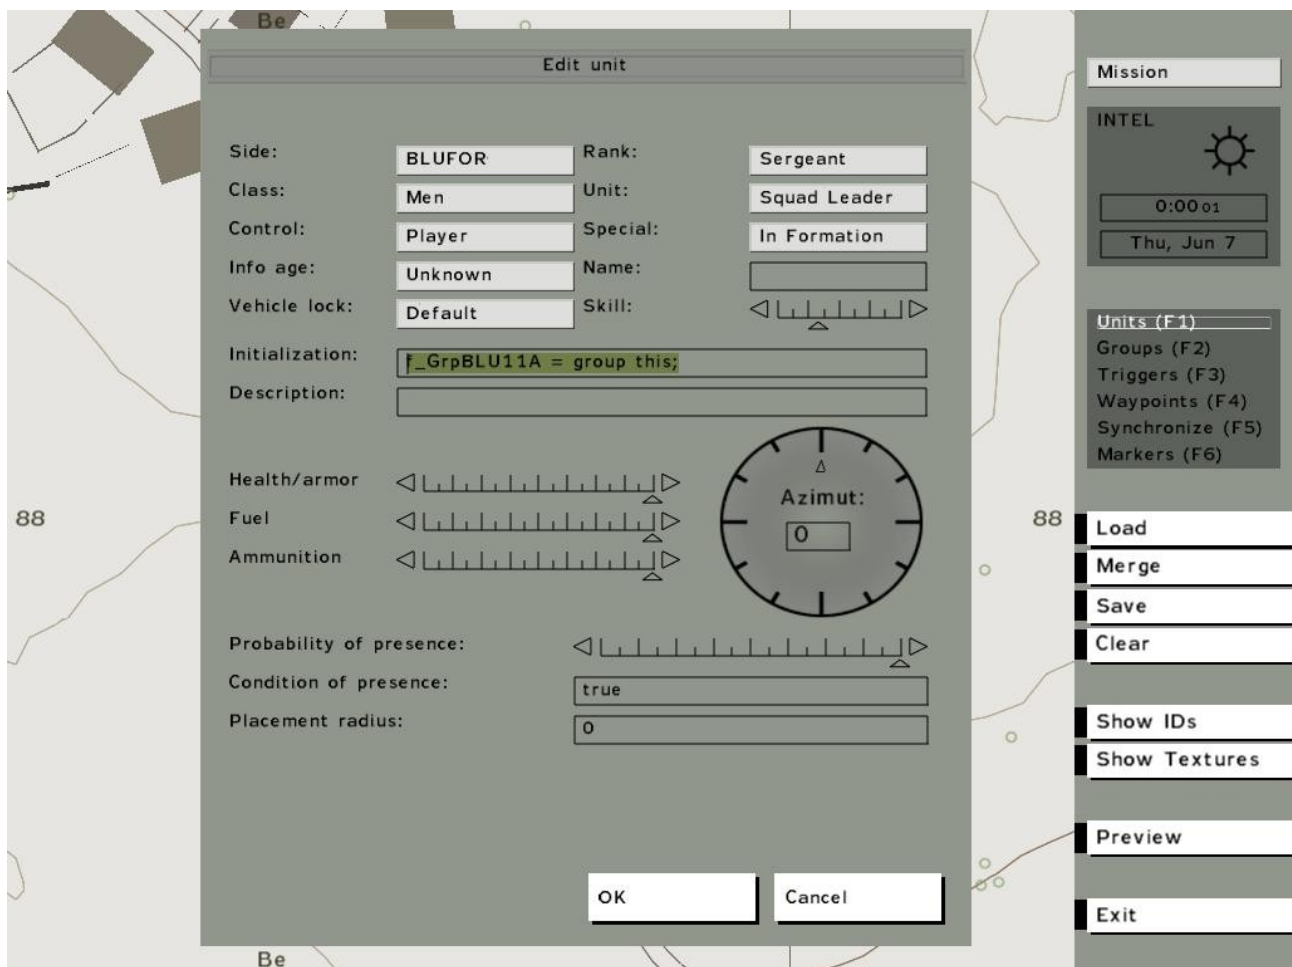 Be
Edit unit
Side: BLUFOR Rank: Sergeant
Class: Men Unit: Squad Leader
Control: Player Special: In Formation
Info age: Unknown Name:
Vehicle lock: Default Skill:
Initialization: f_GrpBLU11A = group this;
Description:
Health/armor
Fuel
Ammunition
Azimut:
0
Probability of presence:
Condition of presence: true
Placement radius: 0
OK Cancel
88
88
Be
Mission
INTEL
0:00 01
Thu, Jun 7
Units (F1)
Groups (F2)
Triggers (F3)
Waypoints (F4)
Synchronize (F5)
Markers (F6)
Load
Merge
Save
Clear
Show IDs
Show Textures
Preview
Exit